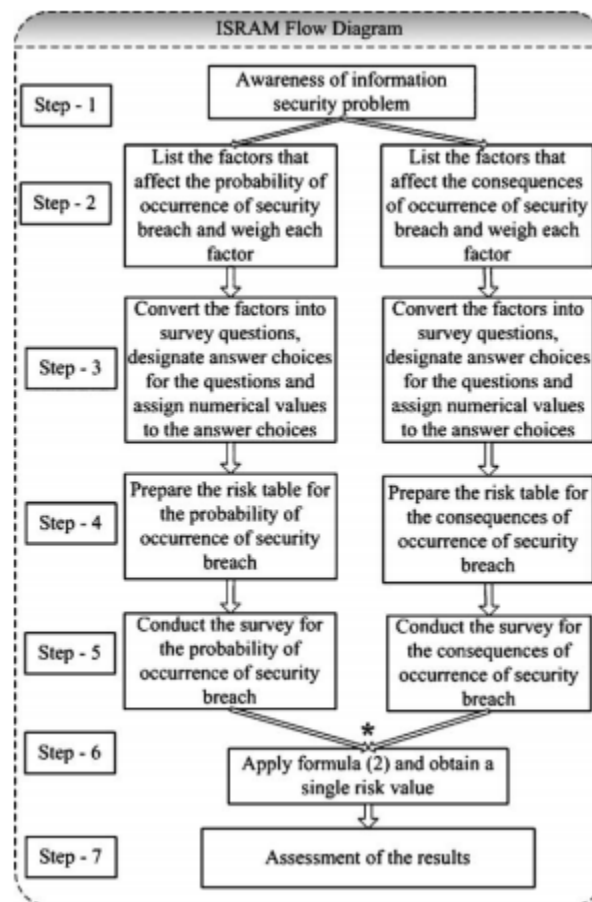 ISRAM Flow Diagram
Step - 1
Awareness of information
security problem
Step - 2
List the factors that
affect the probability of
occurrence of security
breach and weigh each
factor
List the factors that
affect the consequences
of occurrence of security
breach and weigh each
factor
Step - 3
Convert the factors into
survey questions,
designate answer choices
for the questions and
assign numerical values
to the answer choices
Convert the factors into
survey questions,
designate answer choices
for the questions and
assign numerical values
to the answer choices
Step - 4
Prepare the risk table for
the probability of
occurrence of security
breach
Prepare the risk table for
the consequences of
occurrence of security
breach
Step - 5
Conduct the survey for
the probability of
occurrence of security
breach
Conduct the survey for
the consequences of
occurrence of security
breach
*
Step - 6
Apply formula (2) and obtain a
single risk value
Step - 7
Assessment of the results